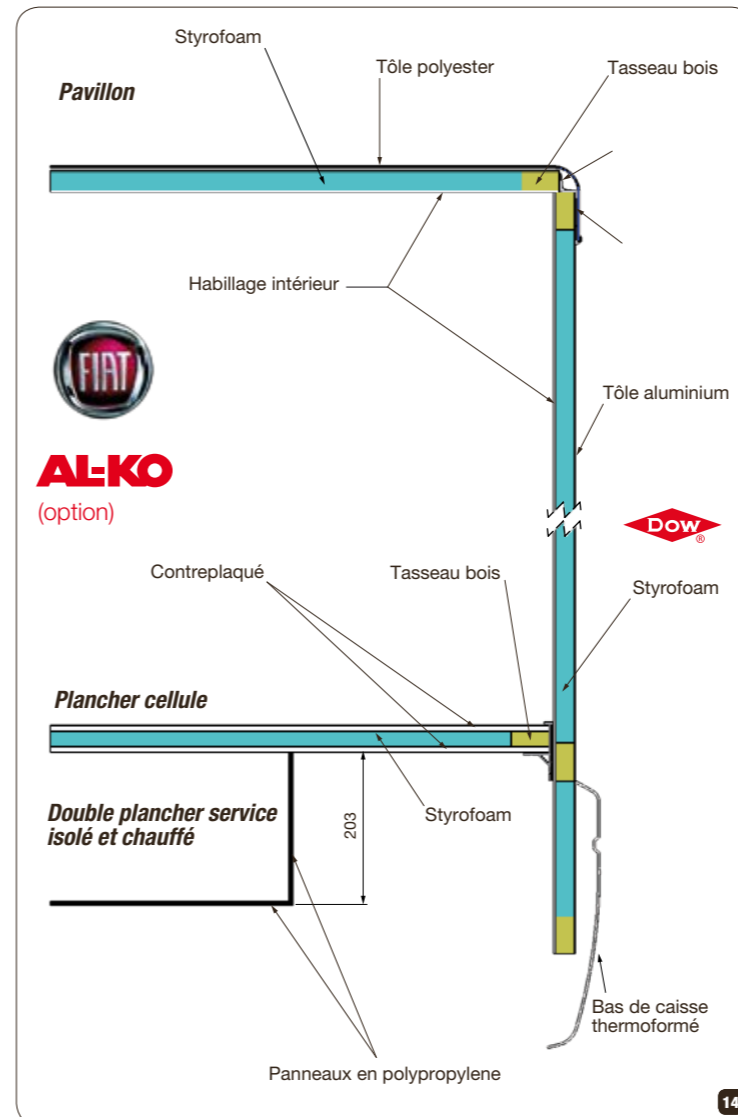 Styrofoam
Tôle polyester
Tasseau bois
Pavillon
Habillage intérieur
FIAT
Tôle aluminium
AL-KO
(option)
Dow
®
Contreplaqué
Tasseau bois
Styrofoam
Plancher cellule
Double plancher service
isolé et chauffé
203
Styrofoam
Bas de caisse
thermoformé
Panneaux en polypropylene
14